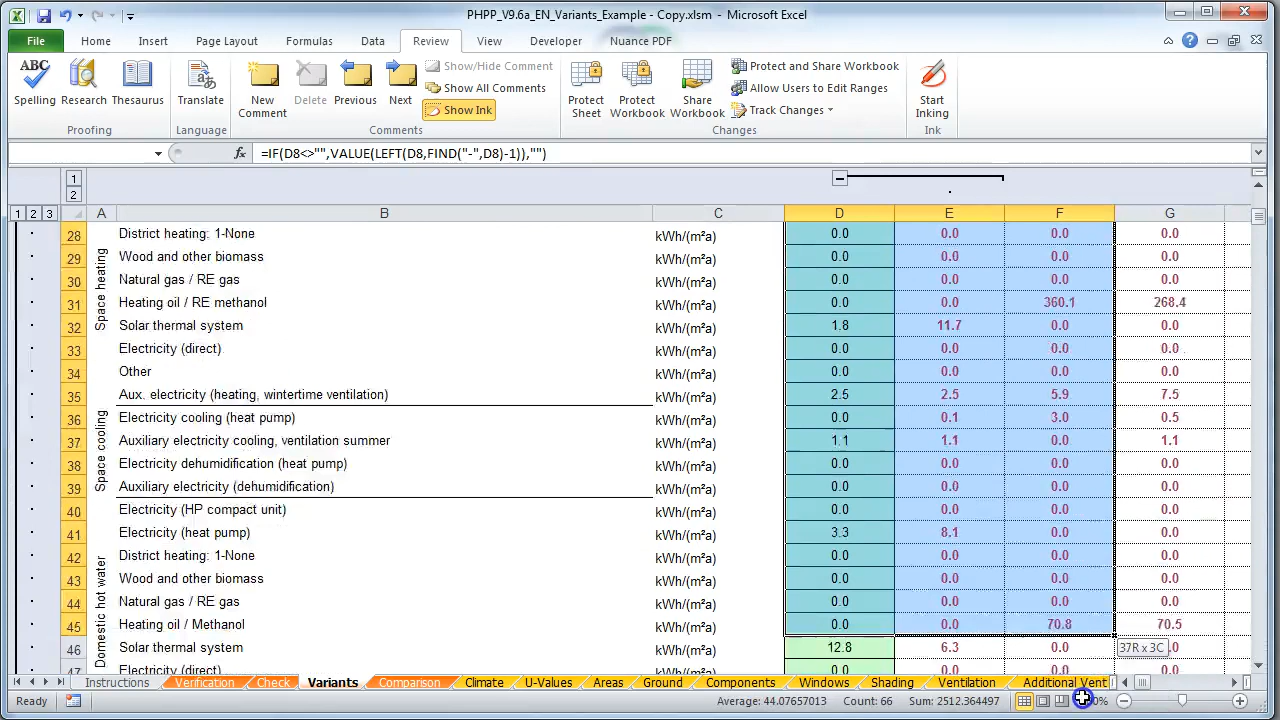 PHPP_V9.6a_EN_Variants_Example - Copy.xlsm - Microsoft Excel
File Home Insert Page Layout Formulas Data Review View Developer Nuance PDF
ABC
Spelling Research Thesaurus
Translate
New Comment
Delete Previous Next
Show/Hide Comment
Show All Comments
Show Ink
Protect Sheet
Protect Workbook
Share Workbook
Protect and Share Workbook
Allow Users to Edit Ranges
Track Changes
Start Inking
Proofing Language Comments Changes Ink
fx =IF(D8<>"",VALUE(LEFT(D8,FIND("-",D8)-1)),"")
1
2
1 2 3 A B C D E F G
Space heating
28 District heating: 1-None kWh/(m²a) 0.0 0.0 0.0 0.0
29 Wood and other biomass kWh/(m²a) 0.0 0.0 0.0 0.0
30 Natural gas / RE gas kWh/(m²a) 0.0 0.0 0.0 0.0
31 Heating oil / RE methanol kWh/(m²a) 0.0 0.0 360.1 268.4
32 Solar thermal system kWh/(m²a) 1.8 11.7 0.0 0.0
33 Electricity (direct) kWh/(m²a) 0.0 0.0 0.0 0.0
34 Other kWh/(m²a) 0.0 0.0 0.0 0.0
35 Aux. electricity (heating, wintertime ventilation) kWh/(m²a) 2.5 2.5 5.9 7.5
Space cooling
36 Electricity cooling (heat pump) kWh/(m²a) 0.0 0.1 3.0 0.5
37 Auxiliary electricity cooling, ventilation summer kWh/(m²a) 1.1 1.1 0.0 1.1
38 Electricity dehumidification (heat pump) kWh/(m²a) 0.0 0.0 0.0 0.0
39 Auxiliary electricity (dehumidification) kWh/(m²a) 0.0 0.0 0.0 0.0
Domestic hot water
40 Electricity (HP compact unit) kWh/(m²a) 0.0 0.0 0.0 0.0
41 Electricity (heat pump) kWh/(m²a) 3.3 8.1 0.0 0.0
42 District heating: 1-None kWh/(m²a) 0.0 0.0 0.0 0.0
43 Wood and other biomass kWh/(m²a) 0.0 0.0 0.0 0.0
44 Natural gas / RE gas kWh/(m²a) 0.0 0.0 0.0 0.0
45 Heating oil / Methanol kWh/(m²a) 0.0 0.0 70.8 70.5
46 Solar thermal system kWh/(m²a) 12.8 6.3 0.0 37R x 3C .0
47 Electricity (direct) kWh/(m²a) 0.0 0.0 0.0 0.0
Instructions Verification Check Variants Comparison Climate U-Values Areas Ground Components Windows Shading Ventilation Additional Vent
Ready Average: 44.07657013 Count: 66 Sum: 2512.364497